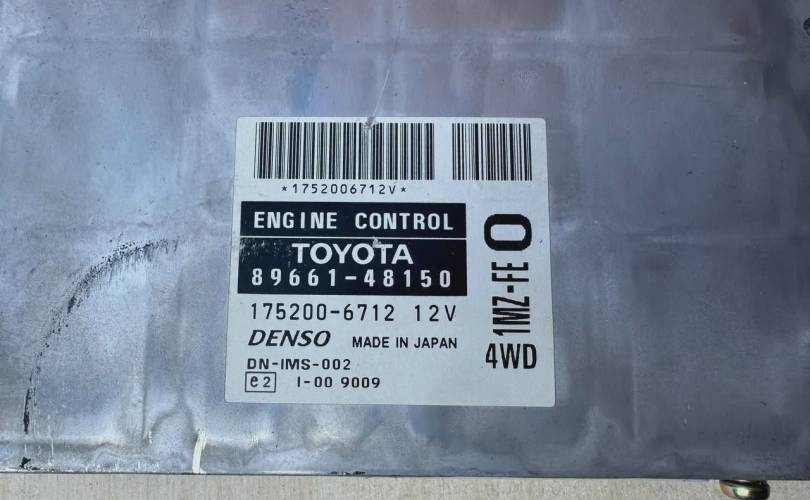 *1752006712V*
ENGINE CONTROL
TOYOTA
89661-48150
175200-6712 12V
DENSO MADE IN JAPAN
DN-IMS-002
e2 I-00 9009
O
1MZ-FE
4WD